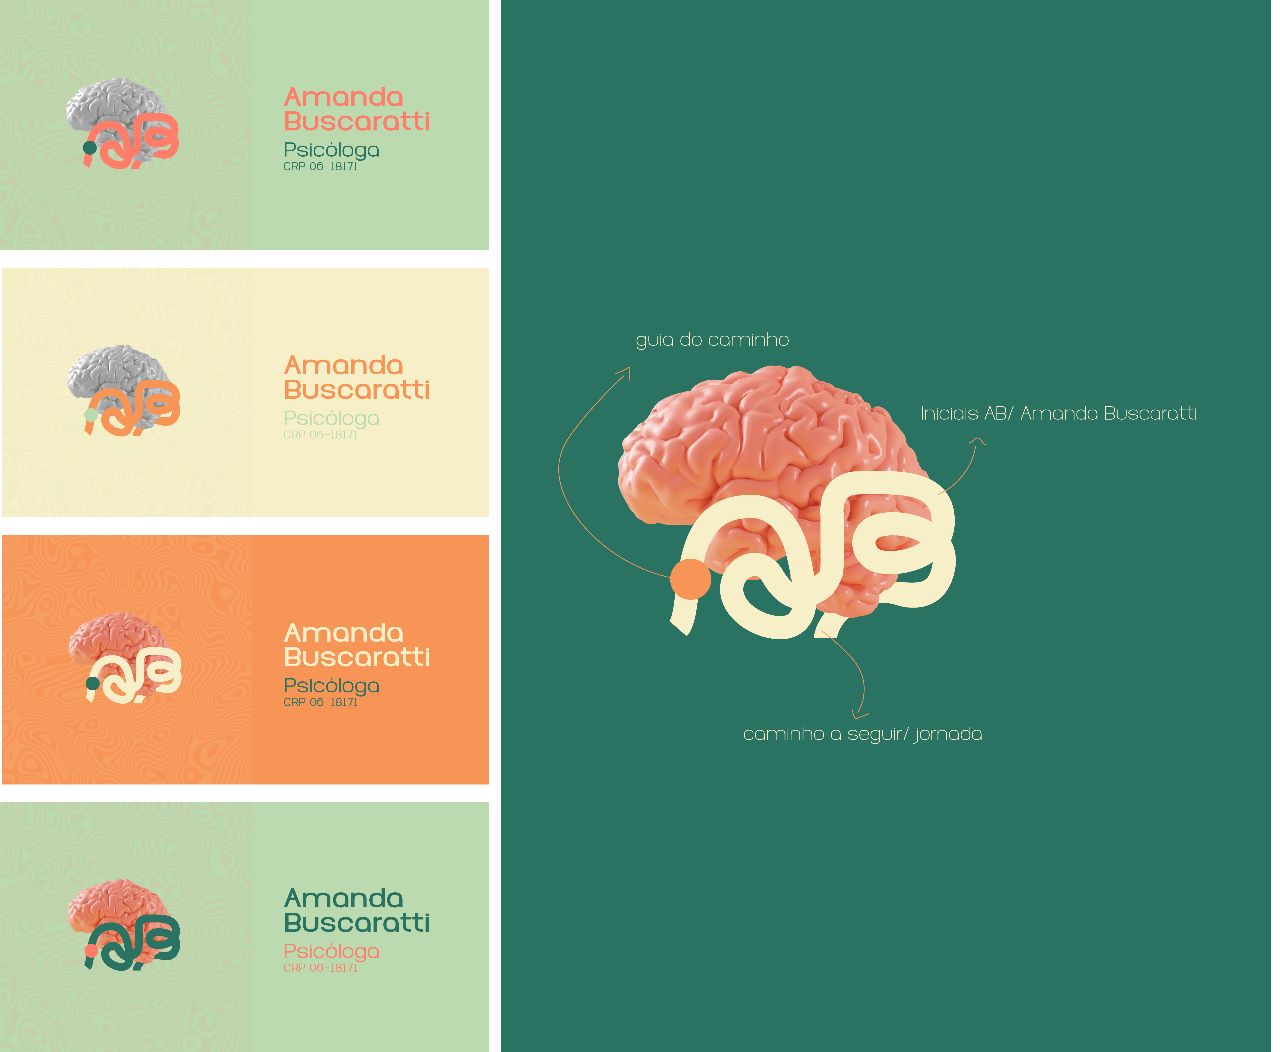 Amanda
Buscaratti
Psicóloga
CRP 06-18171
Amanda
Buscaratti
Psicóloga
CRP 06-18171
Amanda
Buscaratti
Psicóloga
CRP 06-18171
Amanda
Buscaratti
Psicóloga
CRP 06-18171
guia do caminho
Iniciais AB/ Amanda Buscaratti
AB
caminho a seguir/ jornada